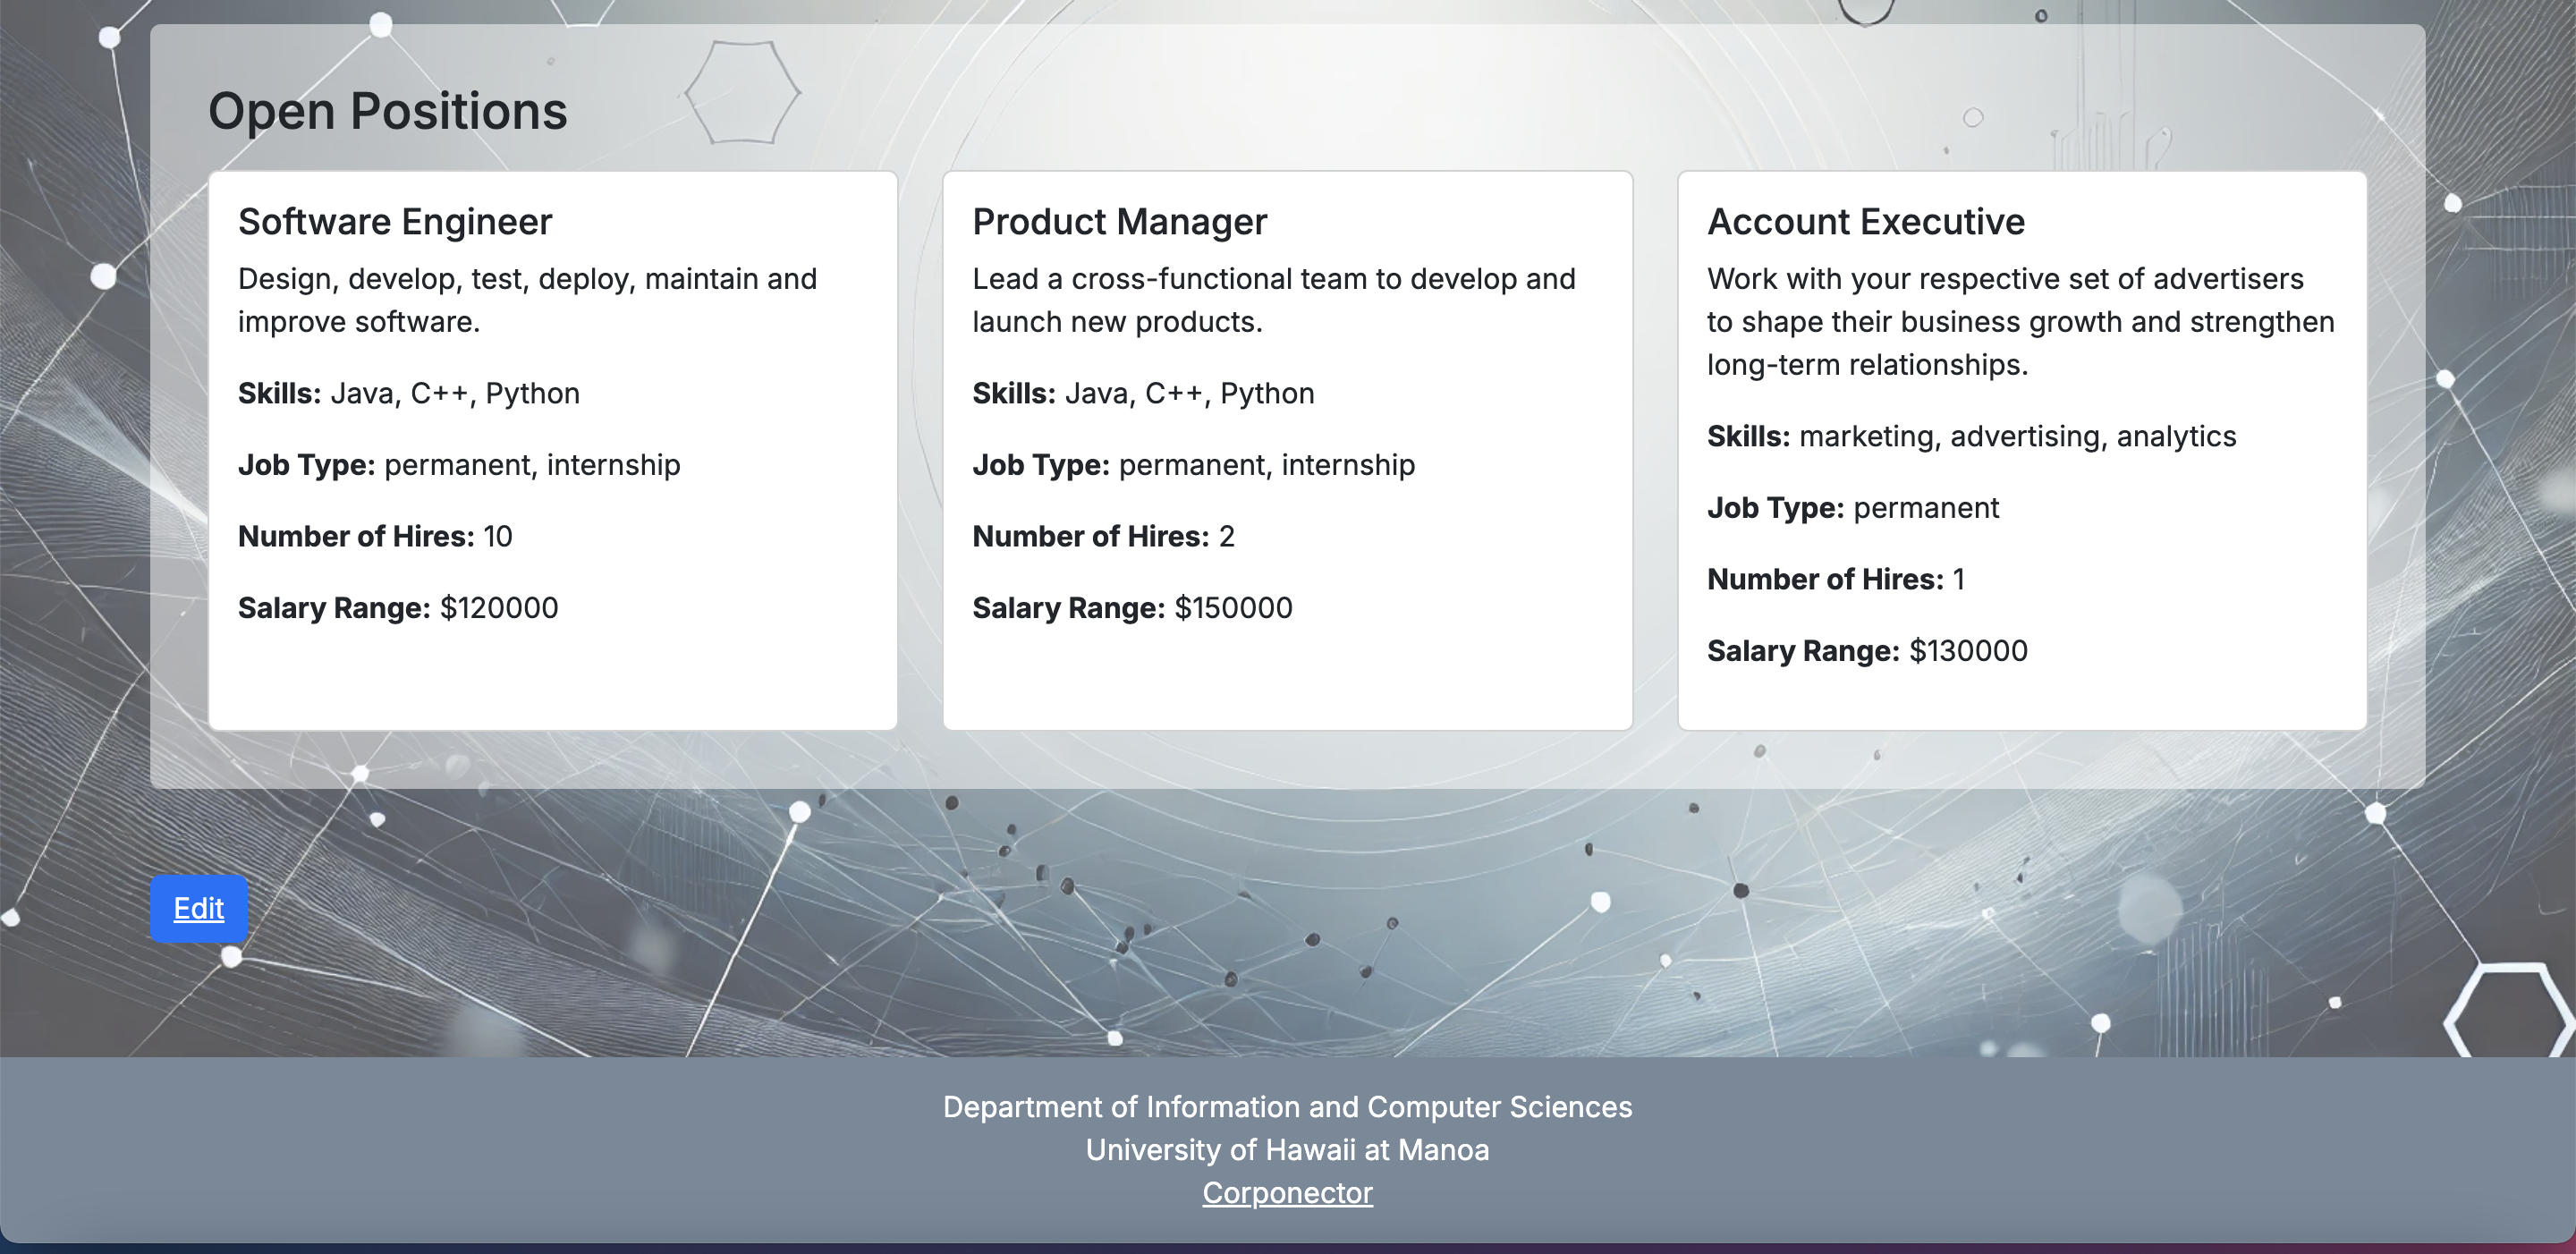 Open Positions
Software Engineer
Design, develop, test, deploy, maintain and
improve software.
Skills: Java, C++, Python
Job Type: permanent, internship
Number of Hires: 10
Salary Range: $120000
Product Manager
Lead a cross-functional team to develop and
launch new products.
Skills: Java, C++, Python
Job Type: permanent, internship
Number of Hires: 2
Salary Range: $150000
Account Executive
Work with your respective set of advertisers
to shape their business growth and strengthen
long-term relationships.
Skills: marketing, advertising, analytics
Job Type: permanent
Number of Hires: 1
Salary Range: $130000
Edit
Department of Information and Computer Sciences
University of Hawaii at Manoa
Corponector